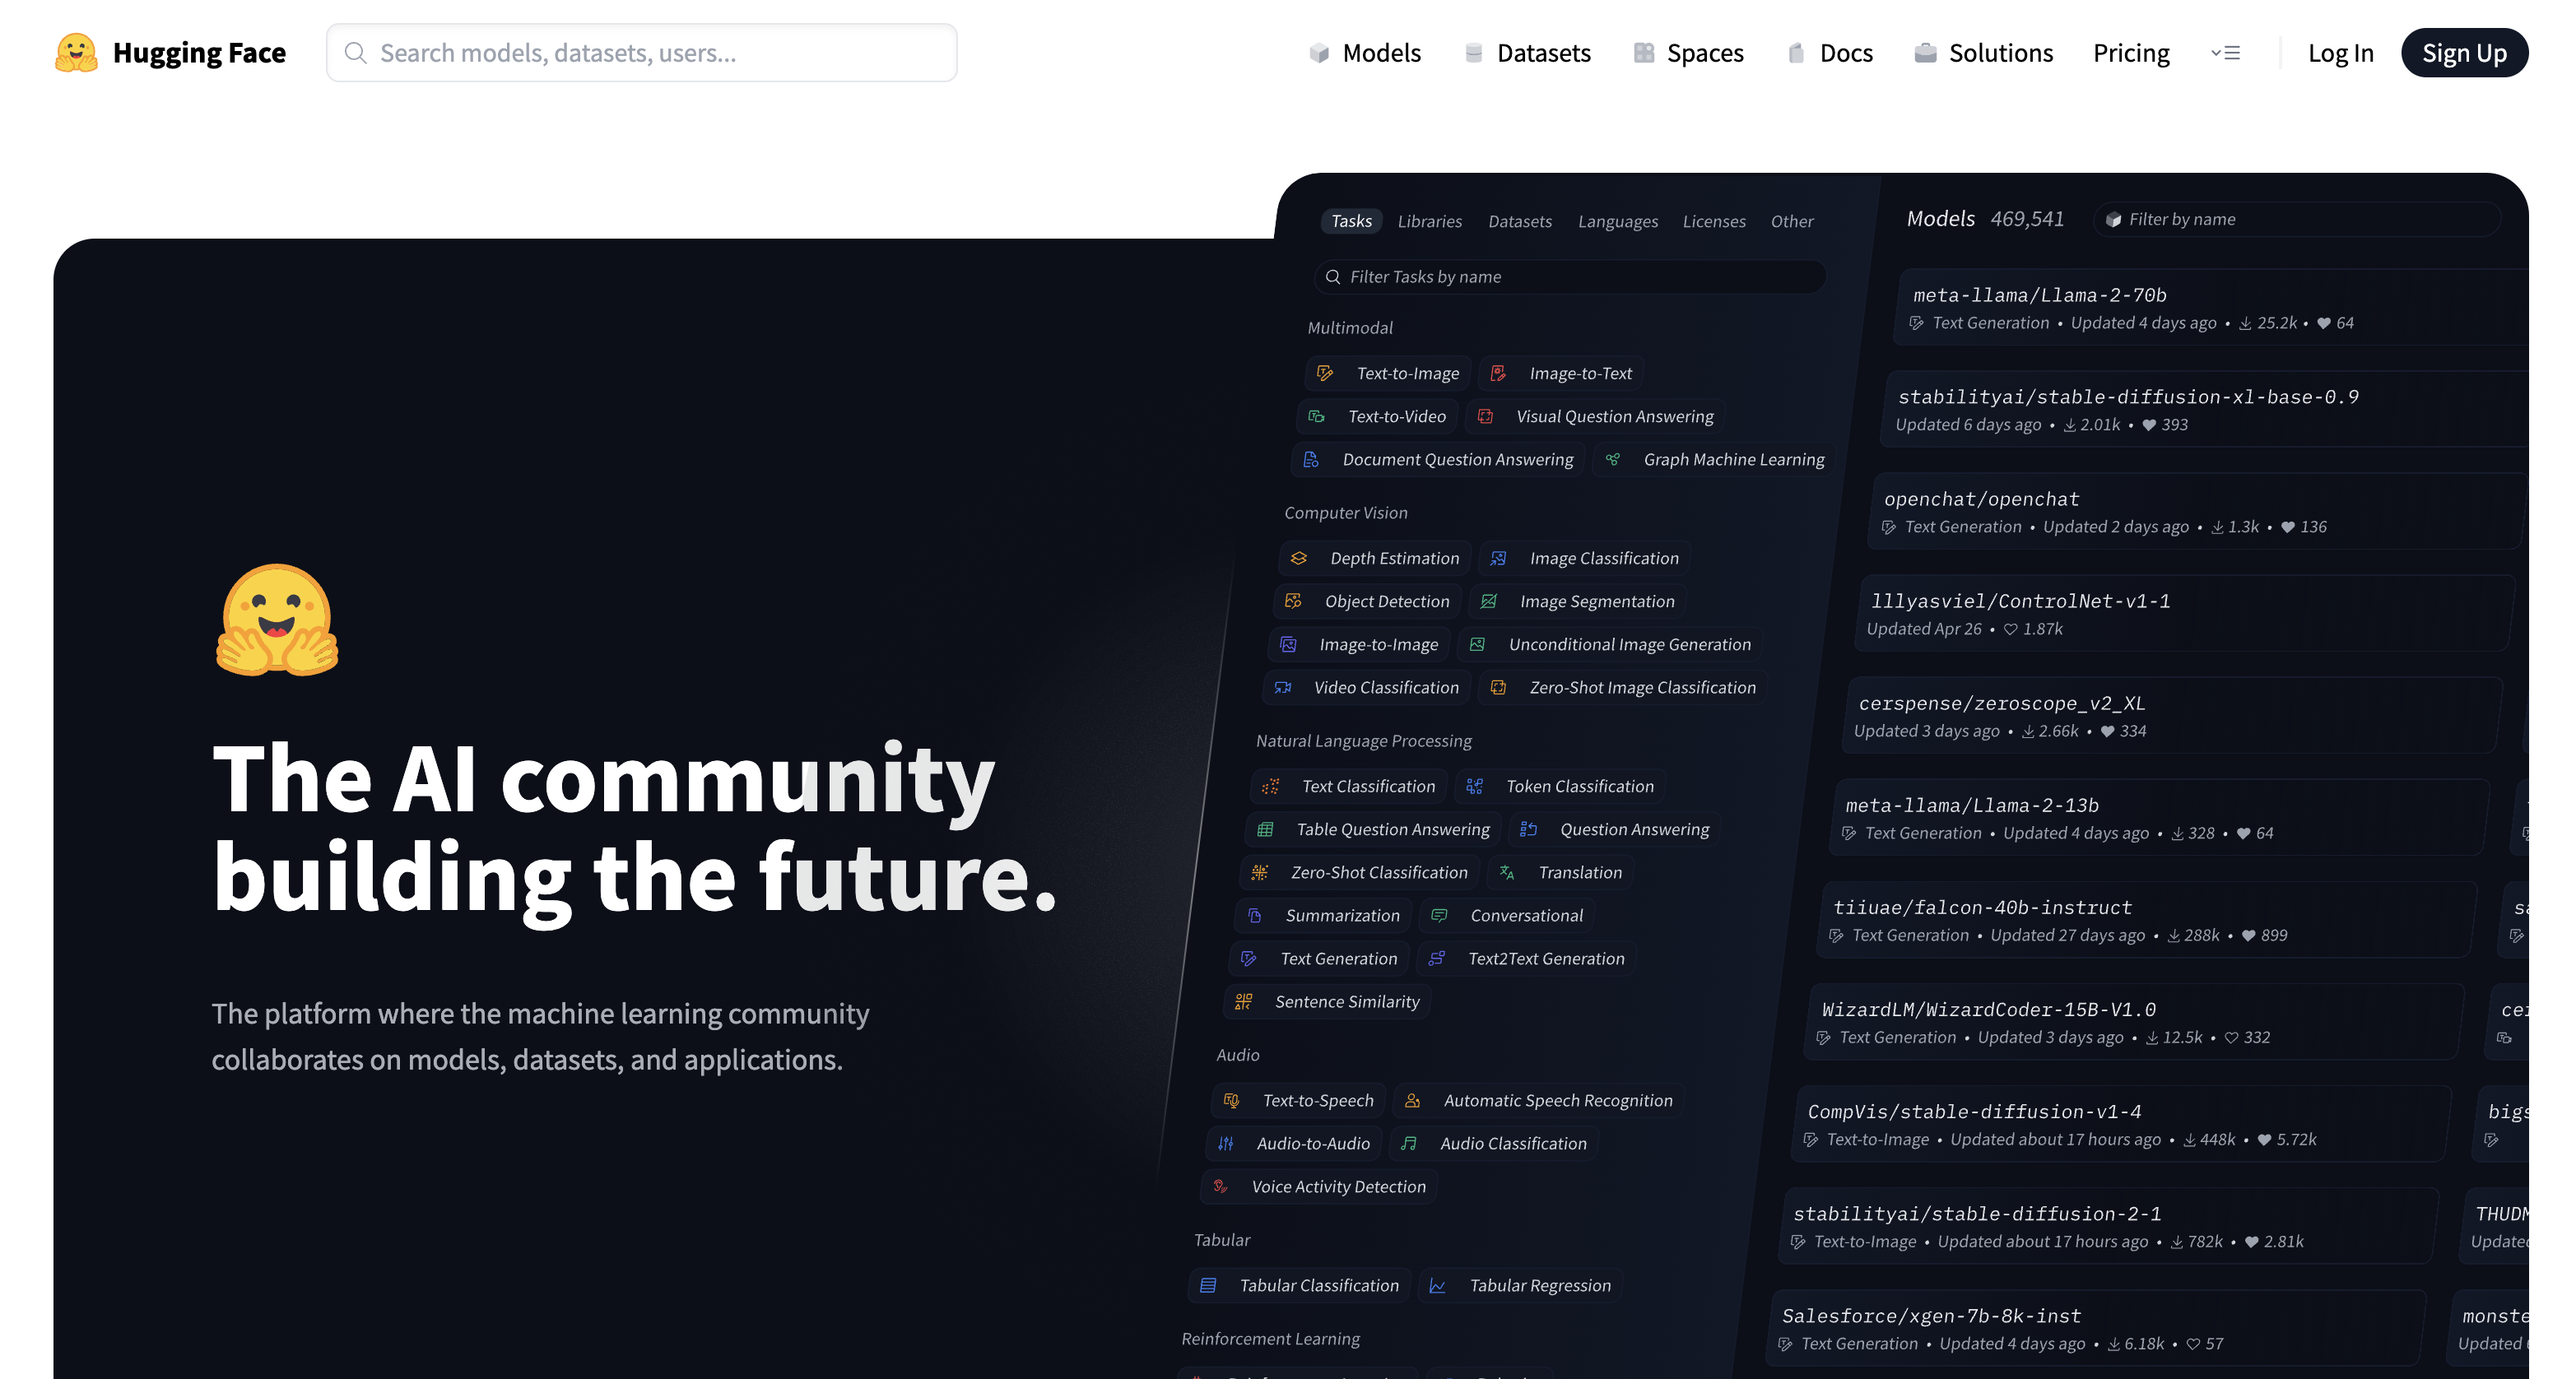 Hugging Face
Search models, datasets, users...
Models
Datasets
Spaces
Docs
Solutions
Pricing
Log In
Sign Up
The AI community
building the future.
The platform where the machine learning community
collaborates on models, datasets, and applications.
Tasks Libraries Datasets Languages Licenses Other
Filter Tasks by name
Multimodal
Text-to-Image Image-to-Text
Text-to-Video Visual Question Answering
Document Question Answering Graph Machine Learning
Computer Vision
Depth Estimation Image Classification
Object Detection Image Segmentation
Image-to-Image Unconditional Image Generation
Video Classification Zero-Shot Image Classification
Natural Language Processing
Text Classification Token Classification
Table Question Answering Question Answering
Zero-Shot Classification Translation
Summarization Conversational
Text Generation Text2Text Generation
Sentence Similarity
Audio
Text-to-Speech Automatic Speech Recognition
Audio-to-Audio Audio Classification
Voice Activity Detection
Tabular
Tabular Classification Tabular Regression
Reinforcement Learning
Models 469,541 Filter by name
meta-llama/Llama-2-70b
Text Generation • Updated 4 days ago • 25.2k • 64
stabilityai/stable-diffusion-xl-base-0.9
Updated 6 days ago • 2.01k • 393
openchat/openchat
Text Generation • Updated 2 days ago • 1.3k • 136
lllyasviel/ControlNet-v1-1
Updated Apr 26 • 1.87k
cerspense/zeroscope_v2_XL
Updated 3 days ago • 2.66k • 334
meta-llama/Llama-2-13b
Text Generation • Updated 4 days ago • 328 • 64
tiiuae/falcon-40b-instruct
Text Generation • Updated 27 days ago • 288k • 899
WizardLM/WizardCoder-15B-V1.0
Text Generation • Updated 3 days ago • 12.5k • 332
CompVis/stable-diffusion-v1-4
Text-to-Image • Updated about 17 hours ago • 448k • 5.72k
stabilityai/stable-diffusion-2-1
Text-to-Image • Updated about 17 hours ago • 782k • 2.81k
Salesforce/xgen-7b-8k-inst
Text Generation • Updated 4 days ago • 6.18k • 57